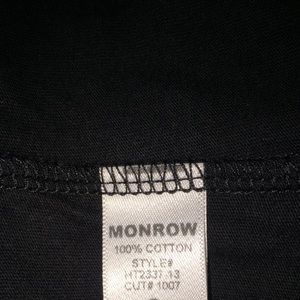 MONROW
100% COTTON
STYLE#
HT2337-13
CUT# 1007